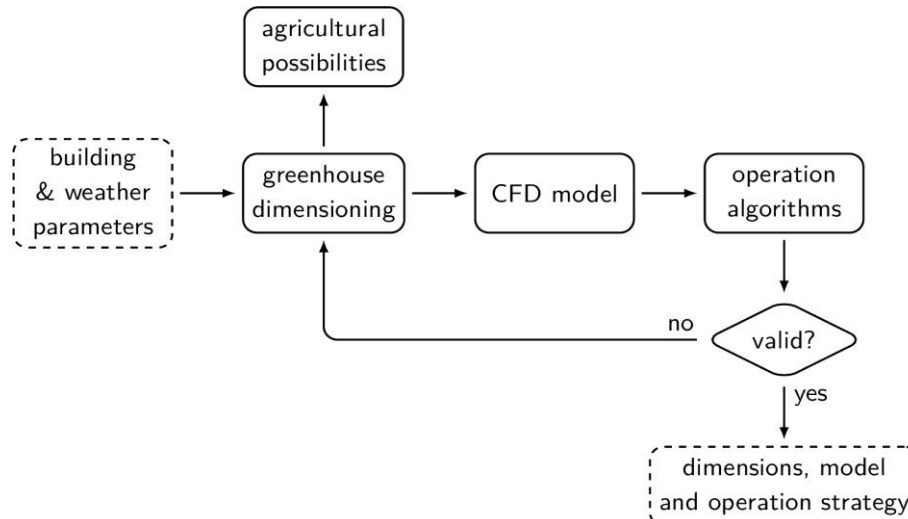 agricultural
possibilities
building
& weather
parameters
greenhouse
dimensioning
CFD model
operation
algorithms
no
valid?
yes
dimensions, model
and operation strategy